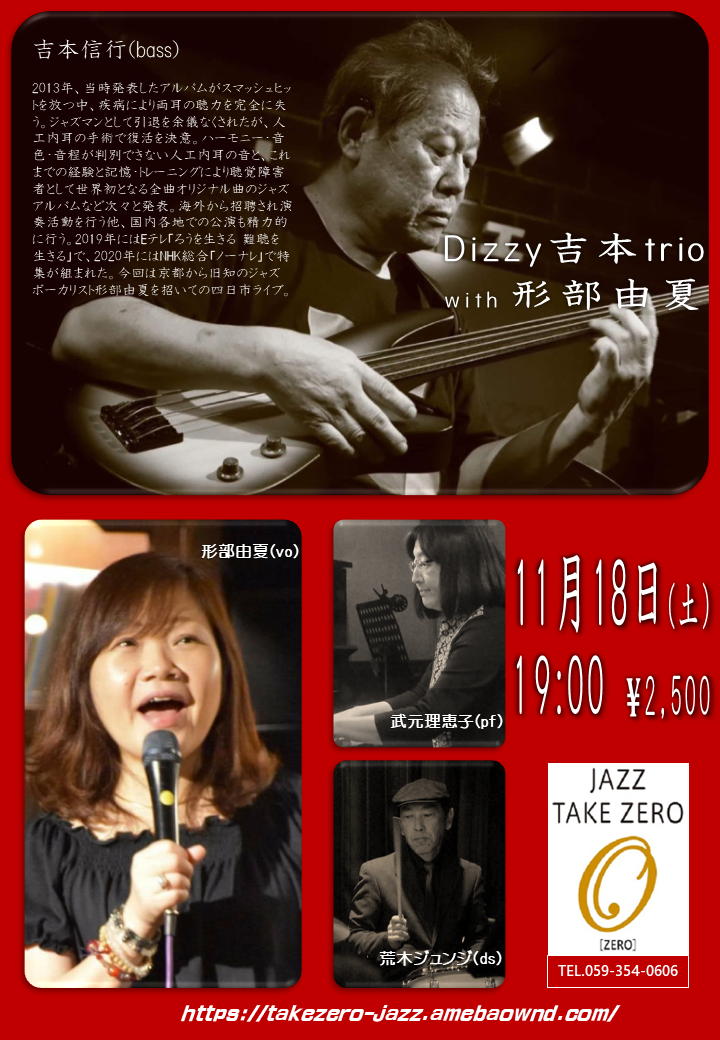 吉本信行(bass)
2013年、当時発表したアルバムがスマッシュヒッ
トを放つ中、疾病により両耳の聴力を完全に失
う。ジャズマンとして引退を余儀なくされたが、人
工内耳の手術で復活を決意。ハーモニー・音
色・音程が判別できない人工内耳の音と、これ
までの経験と記憶・トレーニングにより聴覚障害
者として世界初となる全曲オリジナル曲のジャズ
アルバムなど次々と発表。海外から招聘され演
奏活動を行う他、国内各地での公演も精力的
に行う。2019年にはEテレ「ろうを生きる 難聴を
生きる」で、2020年にはNHK総合「ノーナレ」で特
集が組まれた。今回は京都から旧知のジャズ
ボーカリスト形部由夏を招いての四日市ライブ。
Dizzy吉本trio
with 形部由夏
形部由夏(vo)
武元理恵子(pf)
荒木ジュンジ(ds)
11月18日(土)
19:00 ¥2,500
JAZZ
TAKE ZERO
[ZERO]
TEL.059-354-0606
https://takezero-jazz.amebaownd.com/